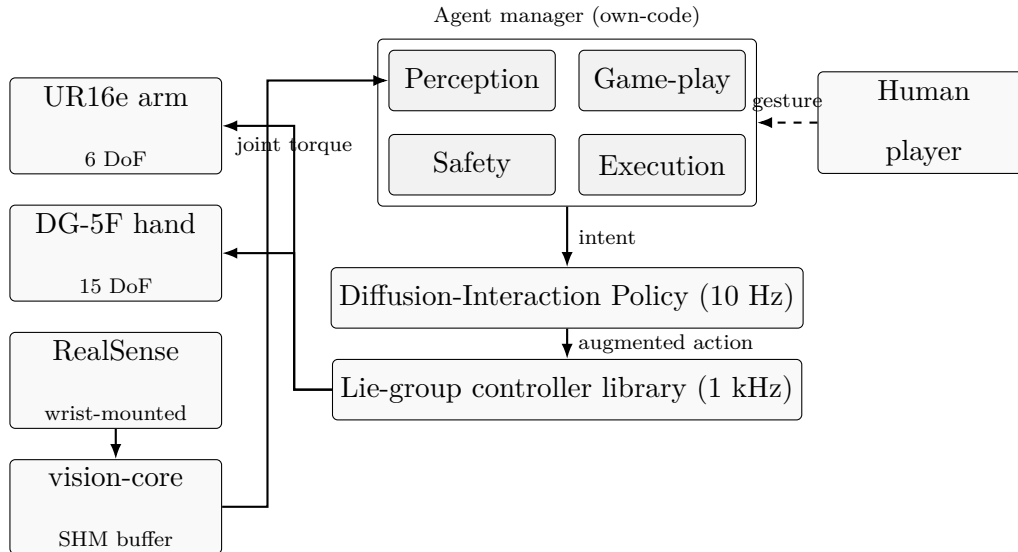 Agent manager (own-code)
Perception
Game-play
Safety
Execution
UR16e arm
6 DoF
joint torque
gesture
Human
player
DG-5F hand
15 DoF
intent
Diffusion-Interaction Policy (10 Hz)
augmented action
RealSense
wrist-mounted
Lie-group controller library (1 kHz)
vision-core
SHM buffer